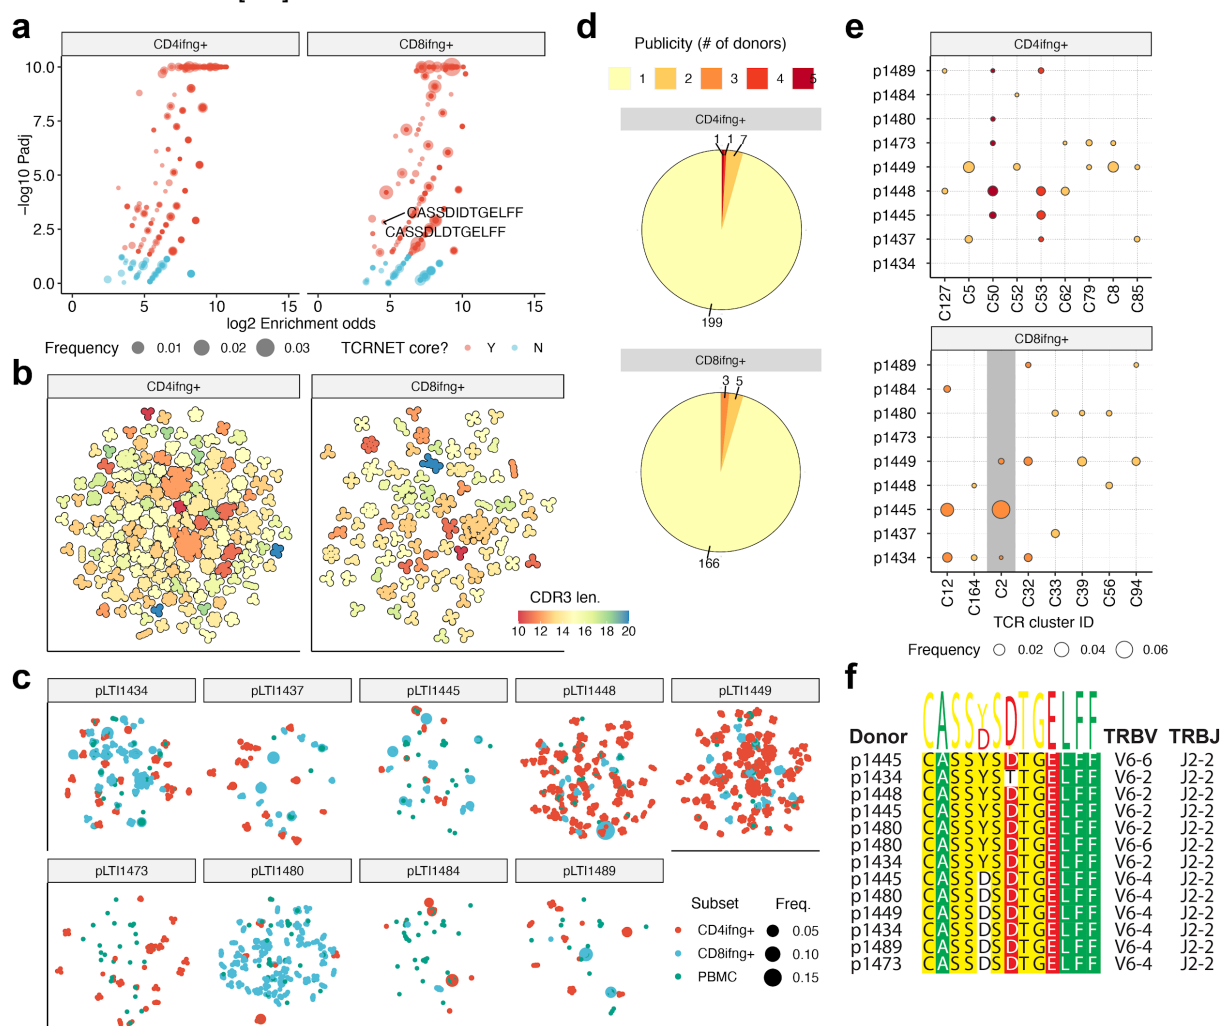 a
CD4ifng+ CD8ifng+
−log10 Padj
10.0
7.5
5.0
2.5
0.0
CASSDIDTGELFF
CASSDLDTGELFF
0 5 10 15 0 5 10 15
log2 Enrichment odds
Frequency 0.01 0.02 0.03 TCRNET core? Y N
b
CD4ifng+ CD8ifng+
CDR3 len.
10 12 14 16 18 20
c
pLTI1434 pLTI1437 pLTI1445 pLTI1448 pLTI1449
pLTI1473 pLTI1480 pLTI1484 pLTI1489
Subset Freq.
CD4ifng+ 0.05
CD8ifng+ 0.10
PBMC 0.15
d
Publicity (# of donors)
1 2 3 4 5
CD4ifng+
1 1 7
199
CD8ifng+
3 5
166
e
CD4ifng+
p1489
p1484
p1480
p1473
p1449
p1448
p1445
p1437
p1434
C127 C5 C50 C52 C53 C62 C79 C8 C85
CD8ifng+
p1489
p1484
p1480
p1473
p1449
p1448
p1445
p1437
p1434
C12 C164 C2 C32 C33 C39 C56 C94
TCR cluster ID
Frequency 0.02 0.04 0.06
f
CASSYSDTGELFF
D
Donor TRBV TRBJ
p1445 CASSYSDTGELFF V6-6 J2-2
p1434 CASSYSTTGELFF V6-2 J2-2
p1448 CASSYSDTGELFF V6-2 J2-2
p1445 CASSYSDTGELFF V6-2 J2-2
p1480 CASSYSDTGELFF V6-2 J2-2
p1480 CASSYSDTGELFF V6-6 J2-2
p1434 CASSYSDTGELFF V6-2 J2-2
p1445 CASSDSDTGELFF V6-4 J2-2
p1480 CASSDSDTGELFF V6-4 J2-2
p1449 CASSDSDTGELFF V6-4 J2-2
p1434 CASSDSDTGELFF V6-4 J2-2
p1489 CASSDSDTGELFF V6-4 J2-2
p1473 CASSDSDTGELFF V6-4 J2-2